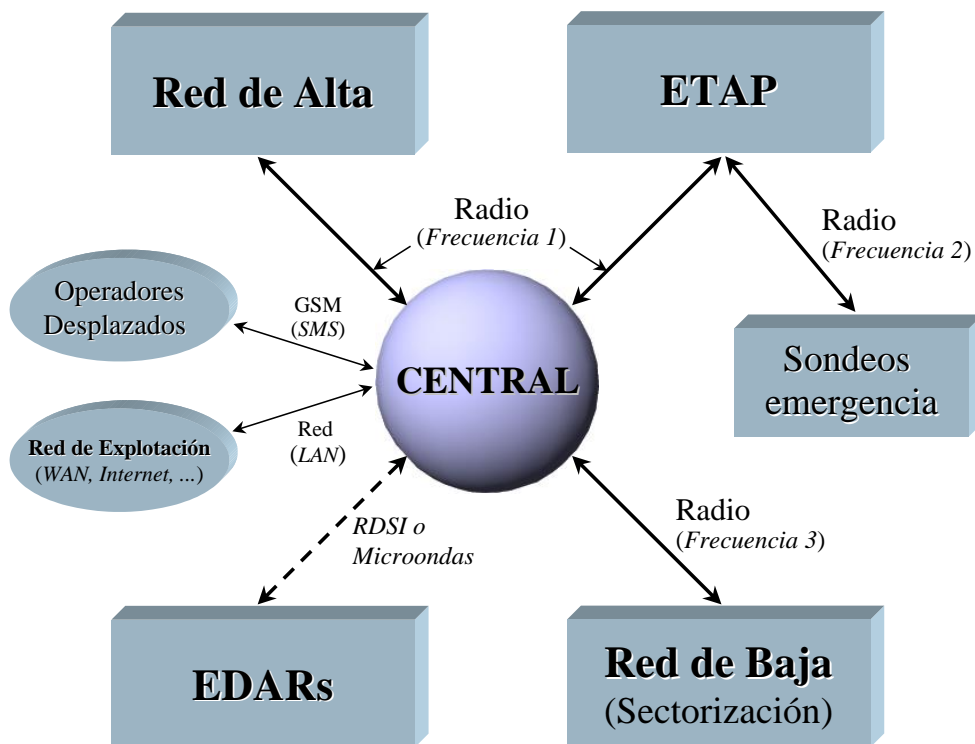 Red de Alta
ETAP
Radio
(Frecuencia 1)
Radio
(Frecuencia 2)
Operadores
Desplazados
GSM
(SMS)
CENTRAL
Sondeos
emergencia
Red de Explotación
(WAN, Internet, ...)
Red
(LAN)
RDSI o
Microondas
Radio
(Frecuencia 3)
EDARs
Red de Baja
(Sectorización)